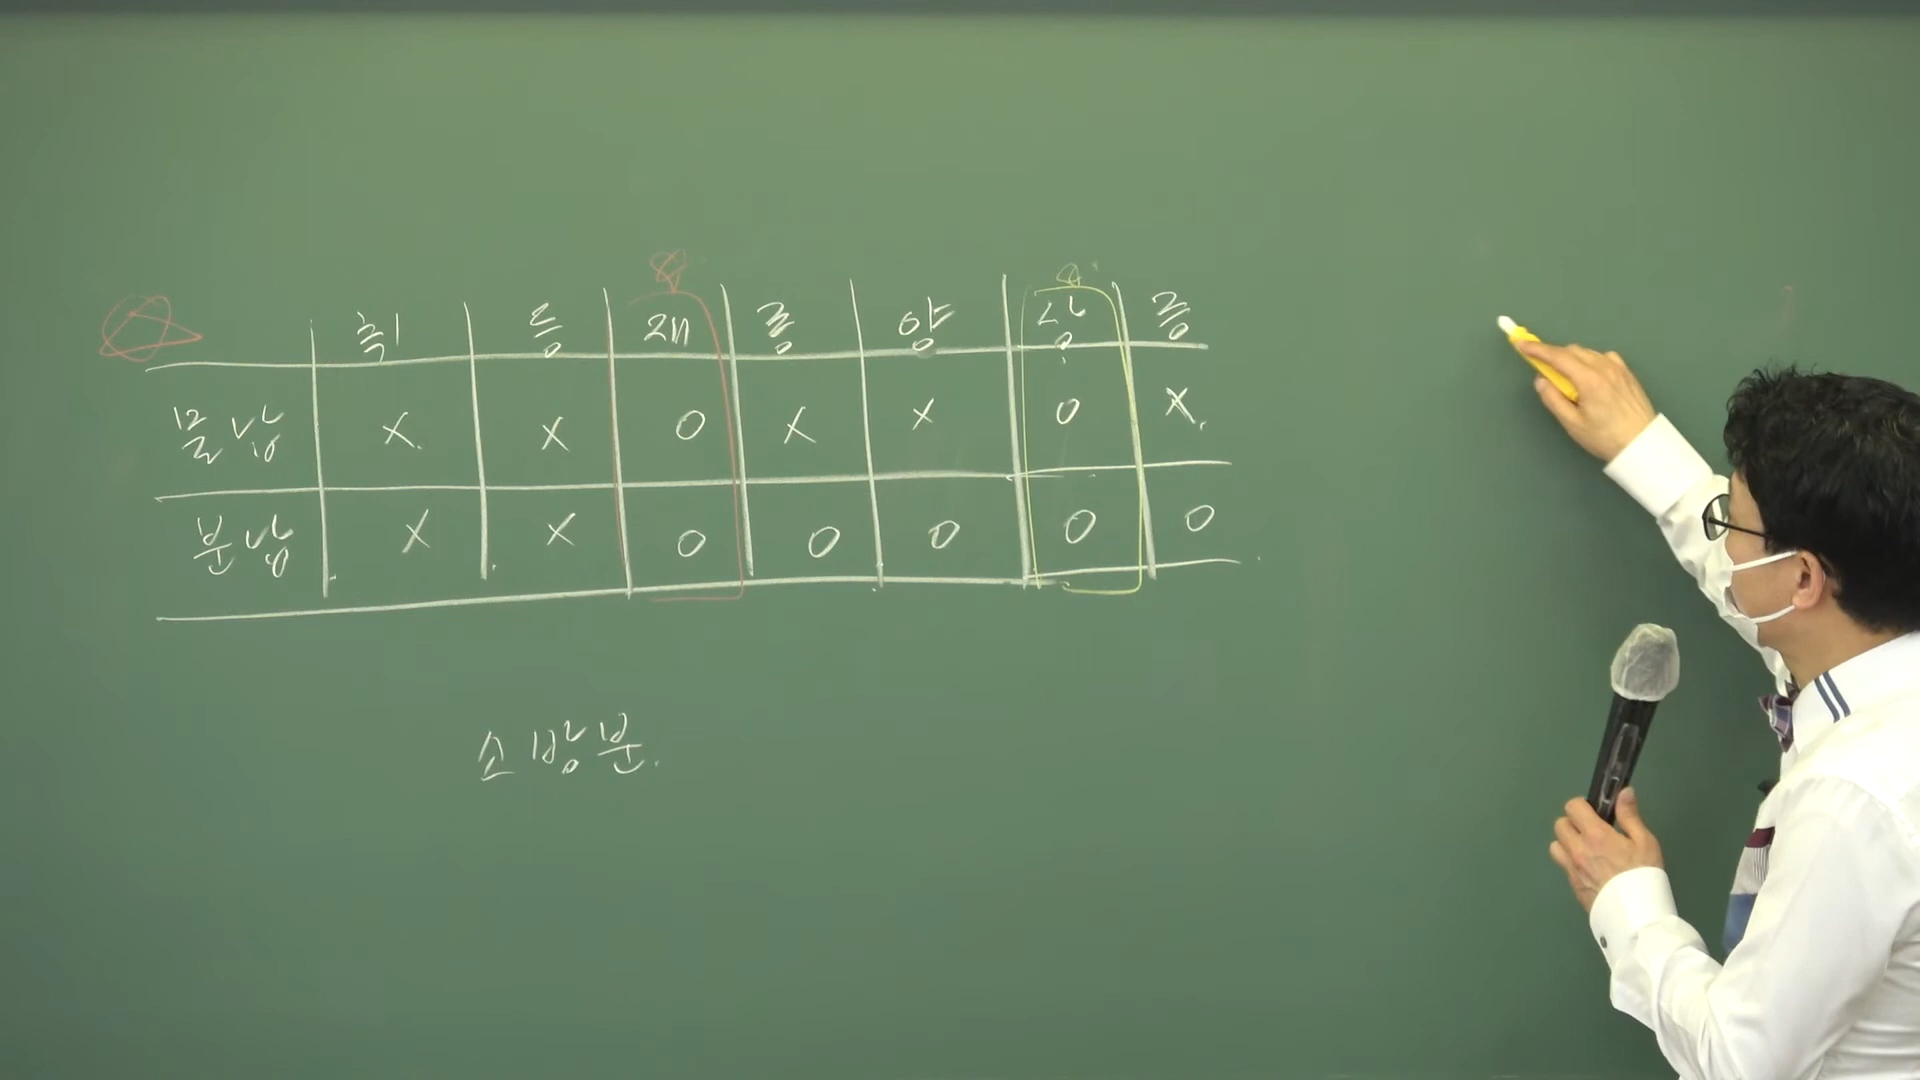 취 등 재 종 양 상 증
물납 X X O X X O X
분납 X X O O O O O
소방분.